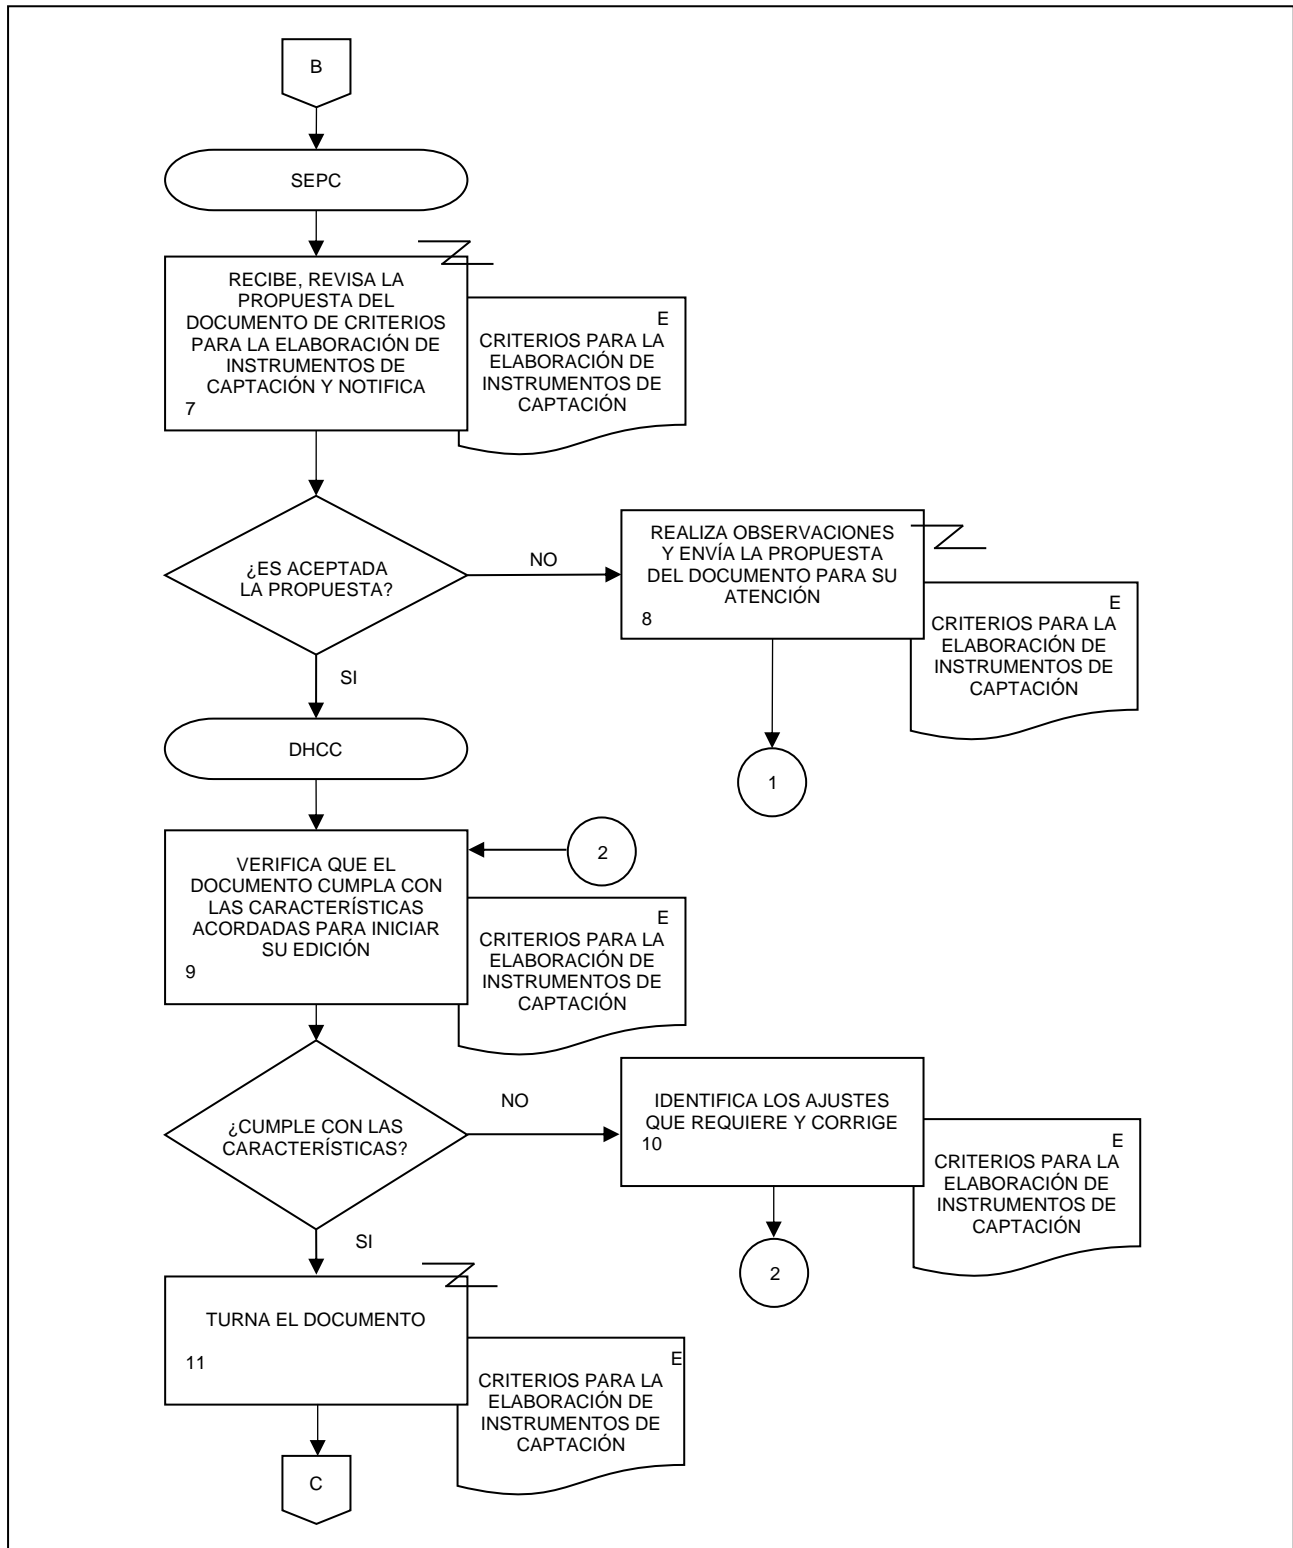 B
SEPC
RECIBE, REVISA LA
PROPUESTA DEL
DOCUMENTO DE CRITERIOS
PARA LA ELABORACIÓN DE
INSTRUMENTOS DE
CAPTACIÓN Y NOTIFICA
7
E
CRITERIOS PARA LA
ELABORACIÓN DE
INSTRUMENTOS DE
CAPTACIÓN
¿ES ACEPTADA
LA PROPUESTA?
NO
REALIZA OBSERVACIONES
Y ENVÍA LA PROPUESTA
DEL DOCUMENTO PARA SU
ATENCIÓN
8
E
CRITERIOS PARA LA
ELABORACIÓN DE
INSTRUMENTOS DE
CAPTACIÓN
1
SI
DHCC
2
VERIFICA QUE EL
DOCUMENTO CUMPLA CON
LAS CARACTERÍSTICAS
ACORDADAS PARA INICIAR
SU EDICIÓN
9
E
CRITERIOS PARA LA
ELABORACIÓN DE
INSTRUMENTOS DE
CAPTACIÓN
¿CUMPLE CON LAS
CARACTERÍSTICAS?
NO
IDENTIFICA LOS AJUSTES
QUE REQUIERE Y CORRIGE
10
E
CRITERIOS PARA LA
ELABORACIÓN DE
INSTRUMENTOS DE
CAPTACIÓN
2
SI
TURNA EL DOCUMENTO
11
E
CRITERIOS PARA LA
ELABORACIÓN DE
INSTRUMENTOS DE
CAPTACIÓN
C